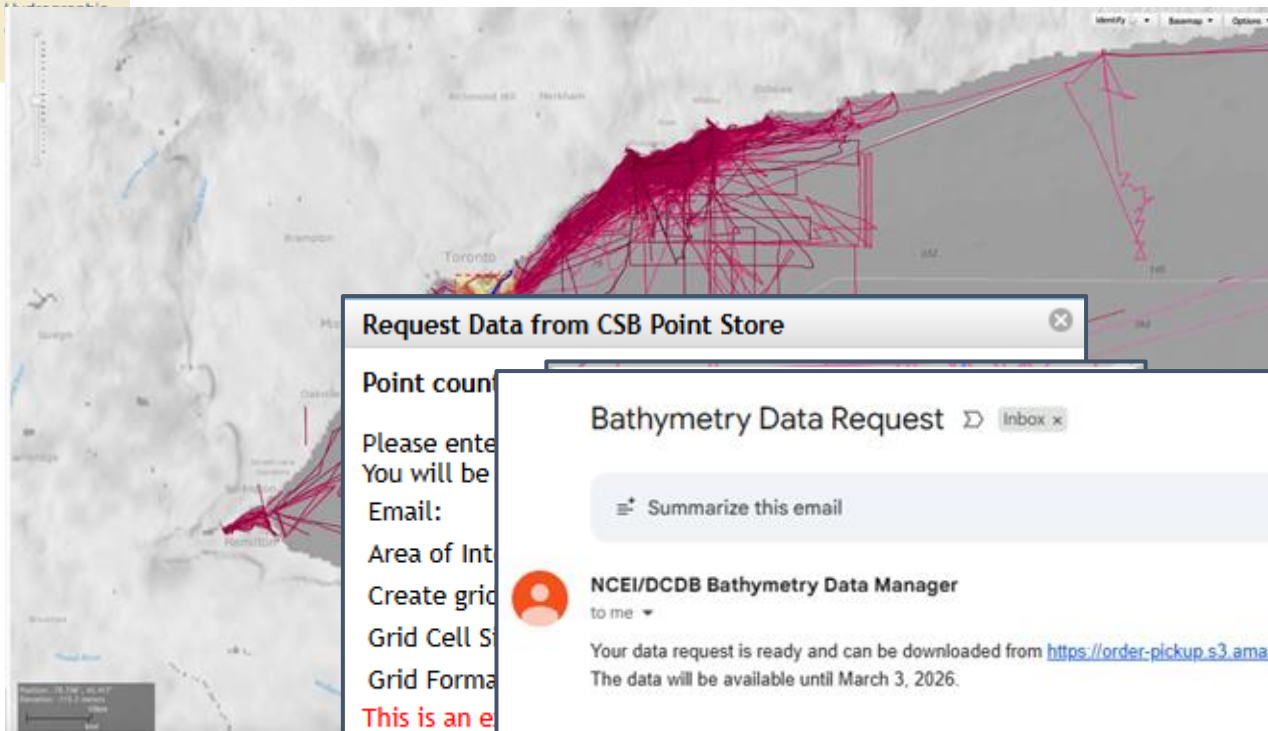 Hydrographic
Identify
Basemap
Options
Richmond Hill
Markham
Brampton
Toronto
Hamilton
Request Data from CSB Point Store
Point count
Please ente
You will be
Email:
Area of Int
Create grid
Grid Cell Si
Grid Forma
This is an e
Bathymetry Data Request
Inbox ×
Summarize this email
NCEI/DCDB Bathymetry Data Manager
to me
Your data request is ready and can be downloaded from https://order-pickup.s3.ama
The data will be available until March 3, 2026.